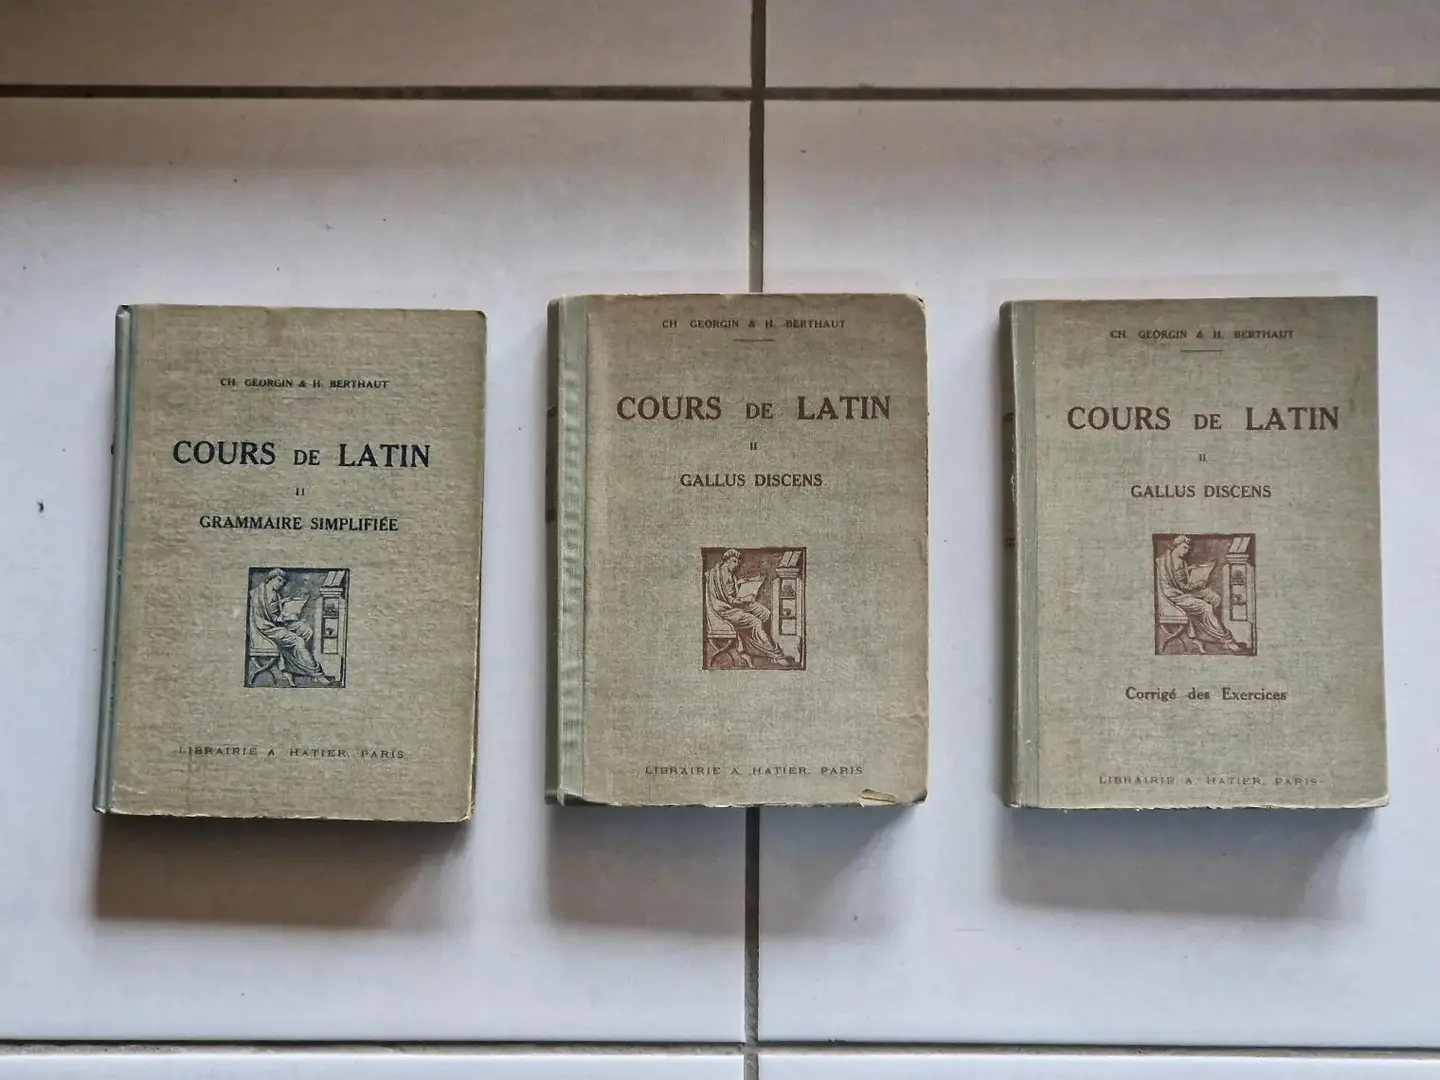 CH. GEORGIN & H. BERTHAUT
COURS DE LATIN
II
GRAMMAIRE SIMPLIFIÉE
LIBRAIRIE A HATIER, PARIS
CH. GEORGIN & H. BERTHAUT
COURS DE LATIN
II
GALLUS DISCENS
LIBRAIRIE A. HATIER, PARIS
CH. GEORGIN & H. BERTHAUT
COURS DE LATIN
II
GALLUS DISCENS
Corrigé des Exercices
LIBRAIRIE A. HATIER, PARIS